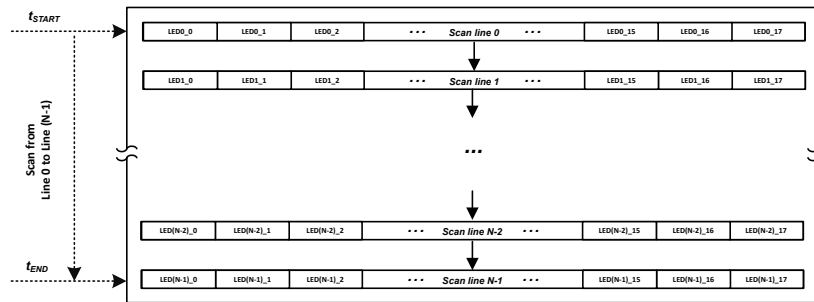 tSTART
LED0_0 LED0_1 LED0_2 ··· Scan line 0 ··· LED0_15 LED0_16 LED0_17
LED1_0 LED1_1 LED1_2 ··· Scan line 1 ··· LED1_15 LED1_16 LED1_17
Scan from
Line 0 to Line (N-1)
...
LED(N-2)_0 LED(N-2)_1 LED(N-2)_2 ··· Scan line N-2 ··· LED(N-2)_15 LED(N-2)_16 LED(N-2)_17
tEND
LED(N-1)_0 LED(N-1)_1 LED(N-1)_2 ··· Scan line N-1 ··· LED(N-1)_15 LED(N-1)_16 LED(N-1)_17